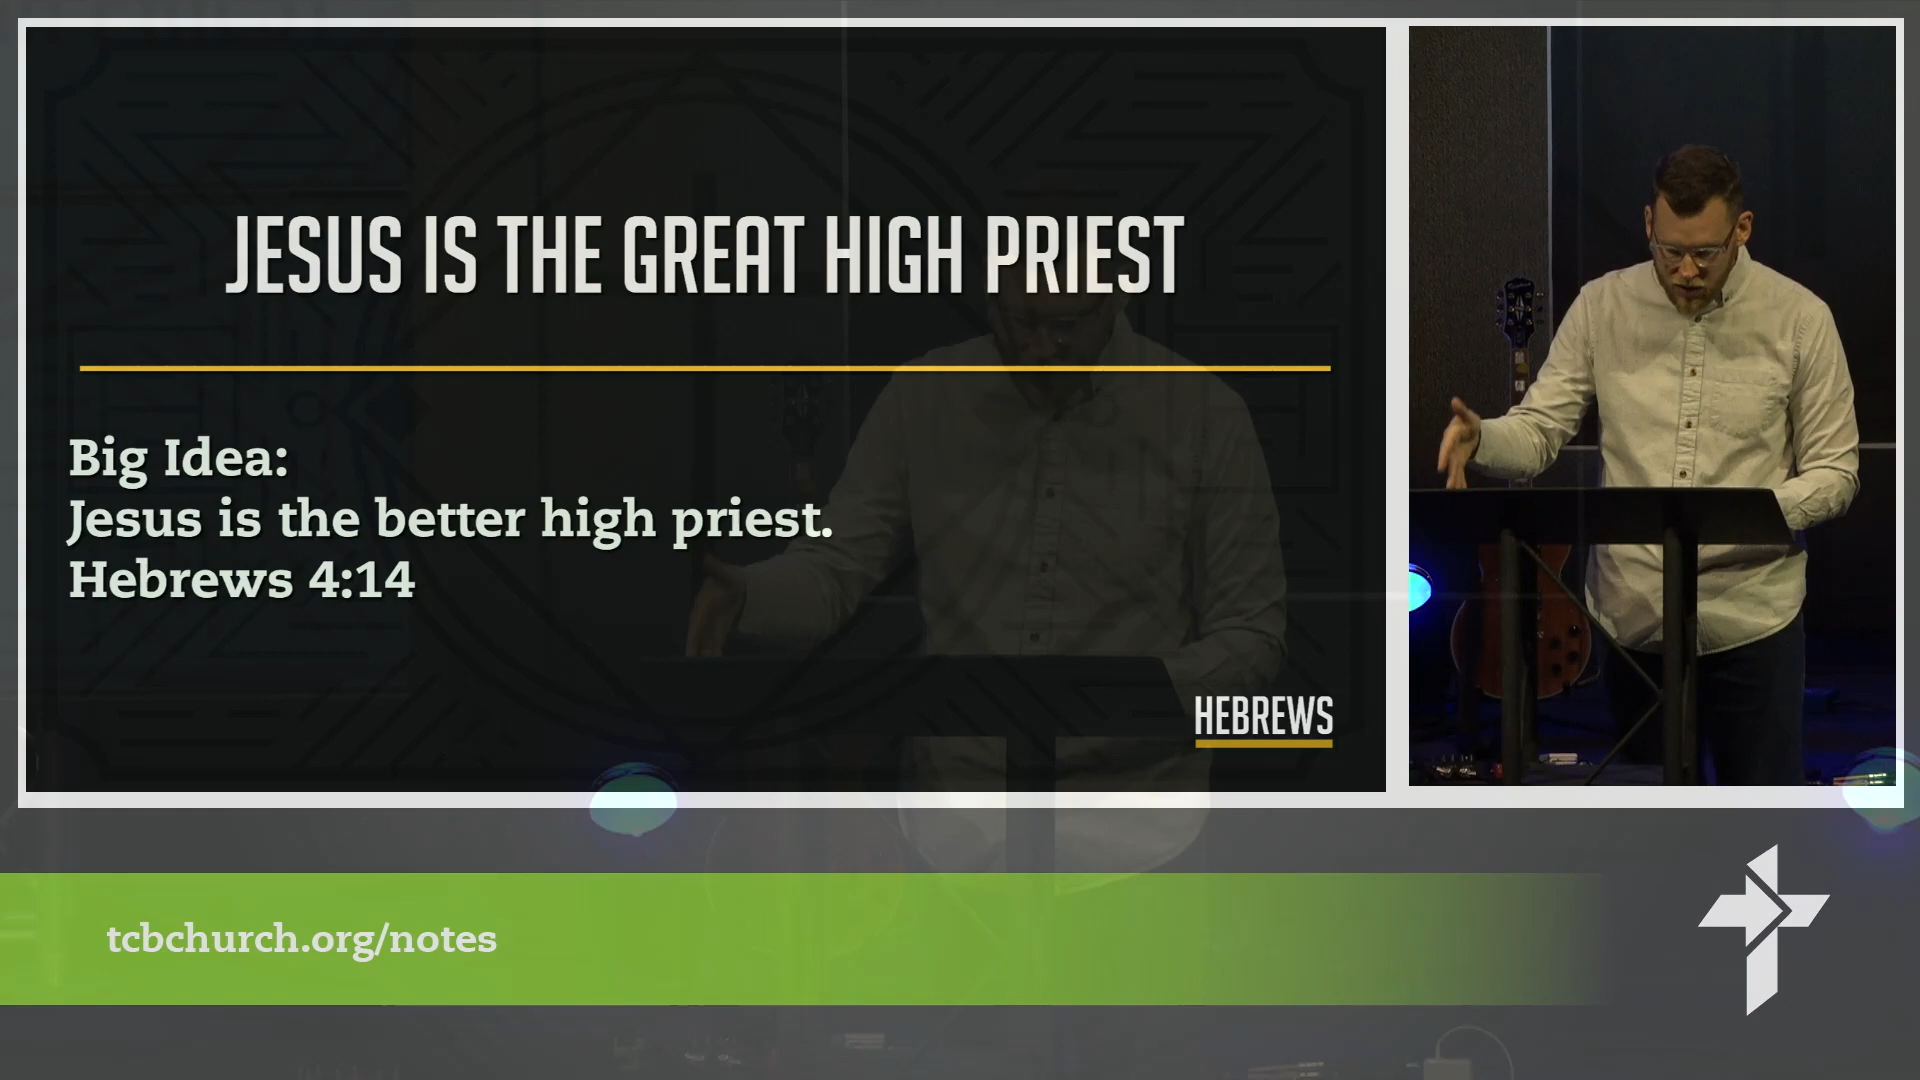 JESUS IS THE GREAT HIGH PRIEST
Big Idea:
Jesus is the better high priest.
Hebrews 4:14
HEBREWS
tcbchurch.org/notes